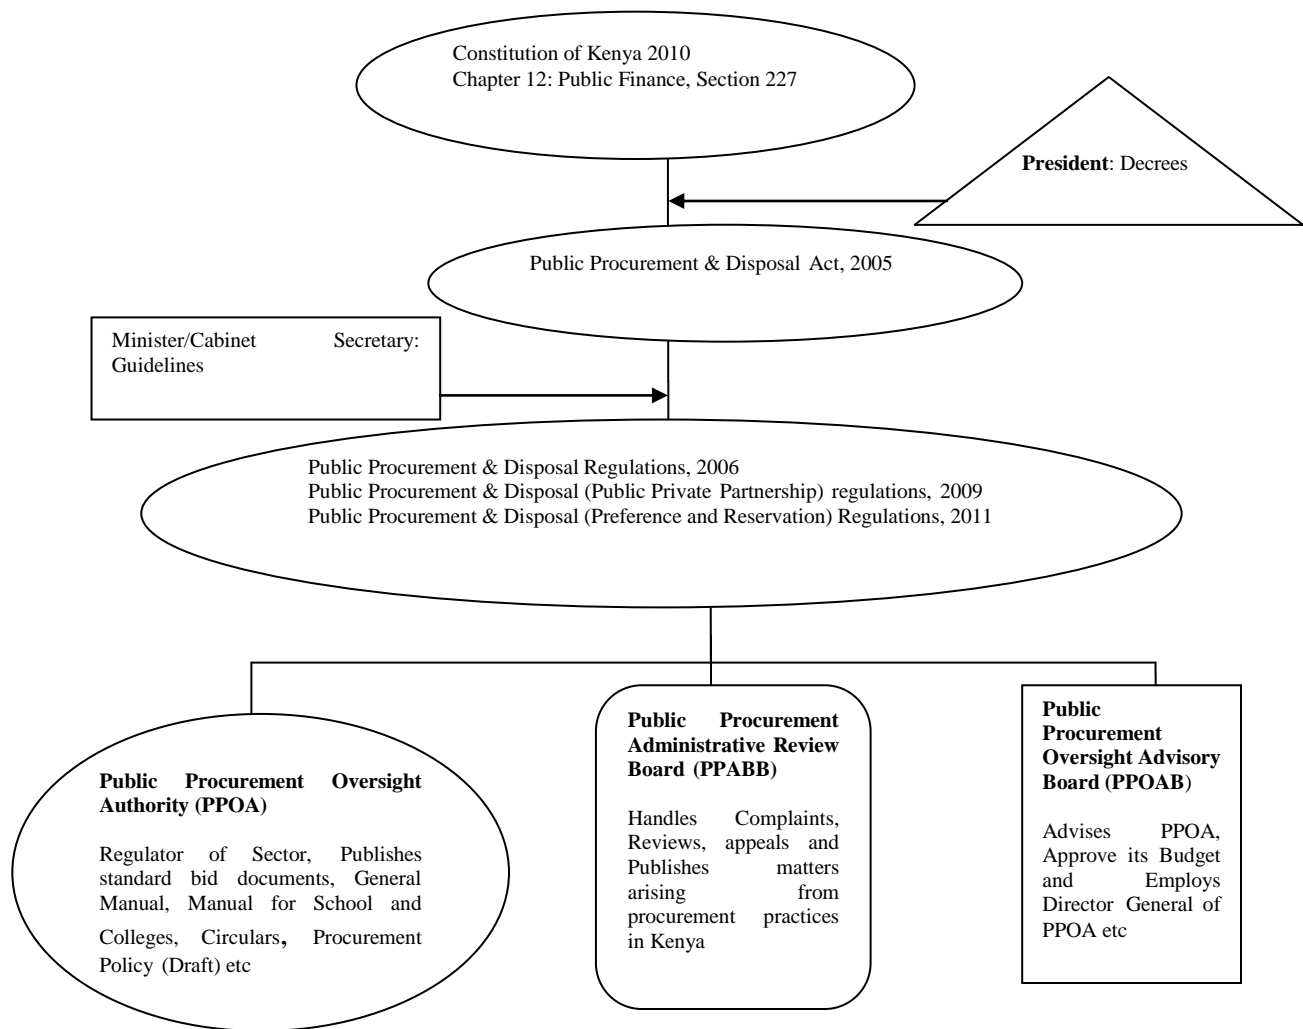 Constitution of Kenya 2010
Chapter 12: Public Finance, Section 227
President: Decrees
Public Procurement & Disposal Act, 2005
Minister/Cabinet Secretary:
Guidelines
Public Procurement & Disposal Regulations, 2006
Public Procurement & Disposal (Public Private Partnership) regulations, 2009
Public Procurement & Disposal (Preference and Reservation) Regulations, 2011
Public Procurement Oversight
Authority (PPOA)
Regulator of Sector, Publishes
standard bid documents, General
Manual, Manual for School and
Colleges, Circulars, Procurement
Policy (Draft) etc
Public Procurement
Administrative Review
Board (PPABB)
Handles Complaints,
Reviews, appeals and
Publishes matters
arising from
procurement practices
in Kenya
Public
Procurement
Oversight Advisory
Board (PPOAB)
Advises PPOA,
Approve its Budget
and Employs
Director General of
PPOA etc